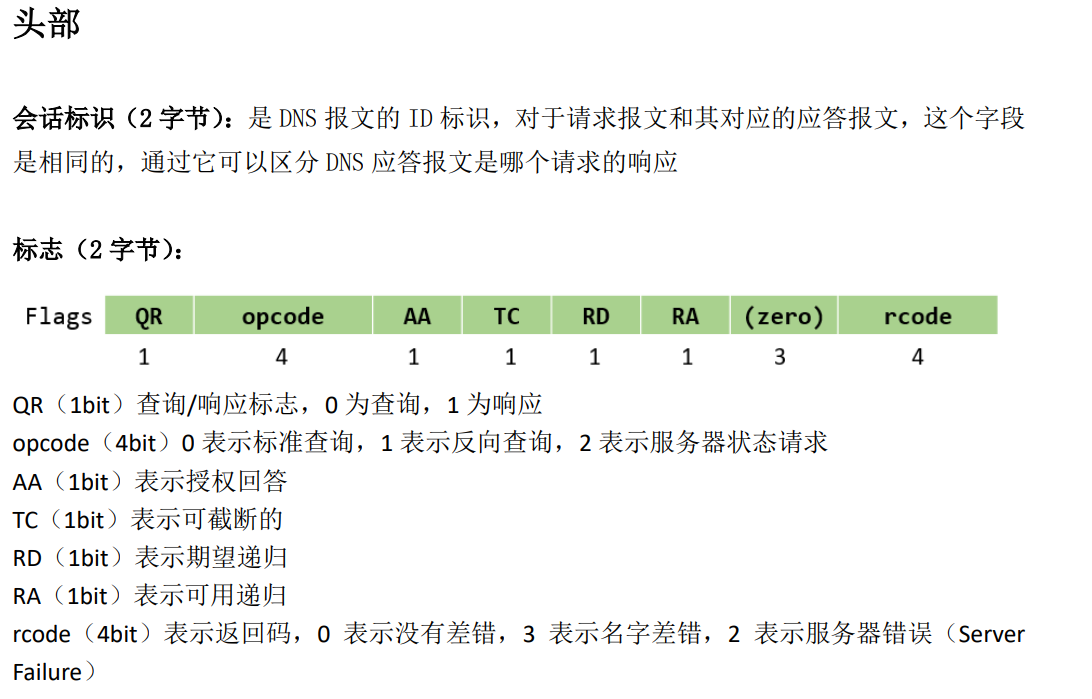 头部
会话标识（2 字节）：是 DNS 报文的 ID 标识，对于请求报文和其对应的应答报文，这个字段
是相同的，通过它可以区分 DNS 应答报文是哪个请求的响应
标志（2 字节）：
Flags QR opcode AA TC RD RA (zero) rcode
1 4 1 1 1 1 3 4
QR（1bit）查询/响应标志，0 为查询，1 为响应
opcode（4bit）0 表示标准查询，1 表示反向查询，2 表示服务器状态请求
AA（1bit）表示授权回答
TC（1bit）表示可截断的
RD（1bit）表示期望递归
RA（1bit）表示可用递归
rcode（4bit）表示返回码，0 表示没有差错，3 表示名字差错，2 表示服务器错误（Server
Failure）